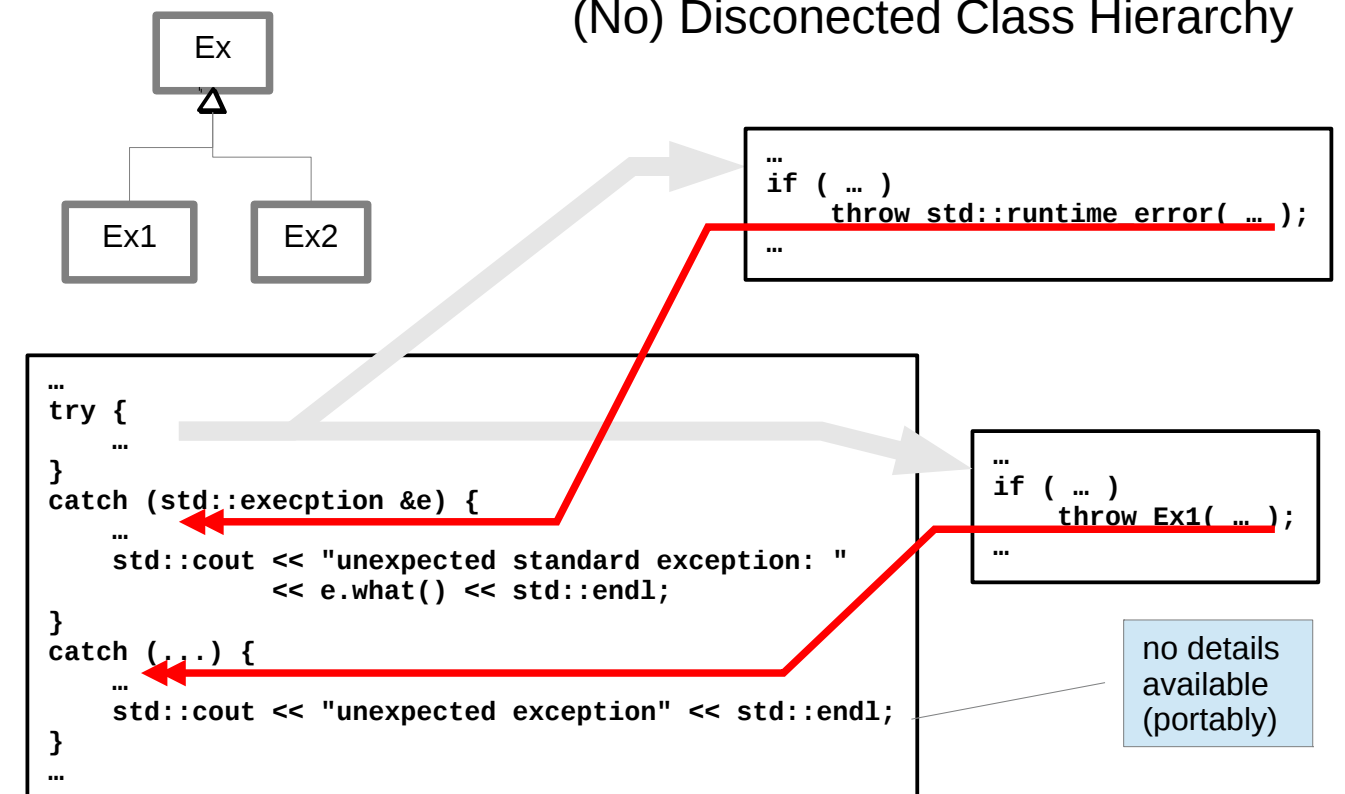 (No) Disconected Class Hierarchy
Ex
Ex1
Ex2
…
if ( … )
throw std::runtime_error( … );
…
…
try {
…
}
catch (std::execption &e) {
…
std::cout << "unexpected standard exception: "
<< e.what() << std::endl;
}
catch (...) {
…
std::cout << "unexpected exception" << std::endl;
}
…
…
if ( … )
throw Ex1( … );
…
no details
available
(portably)